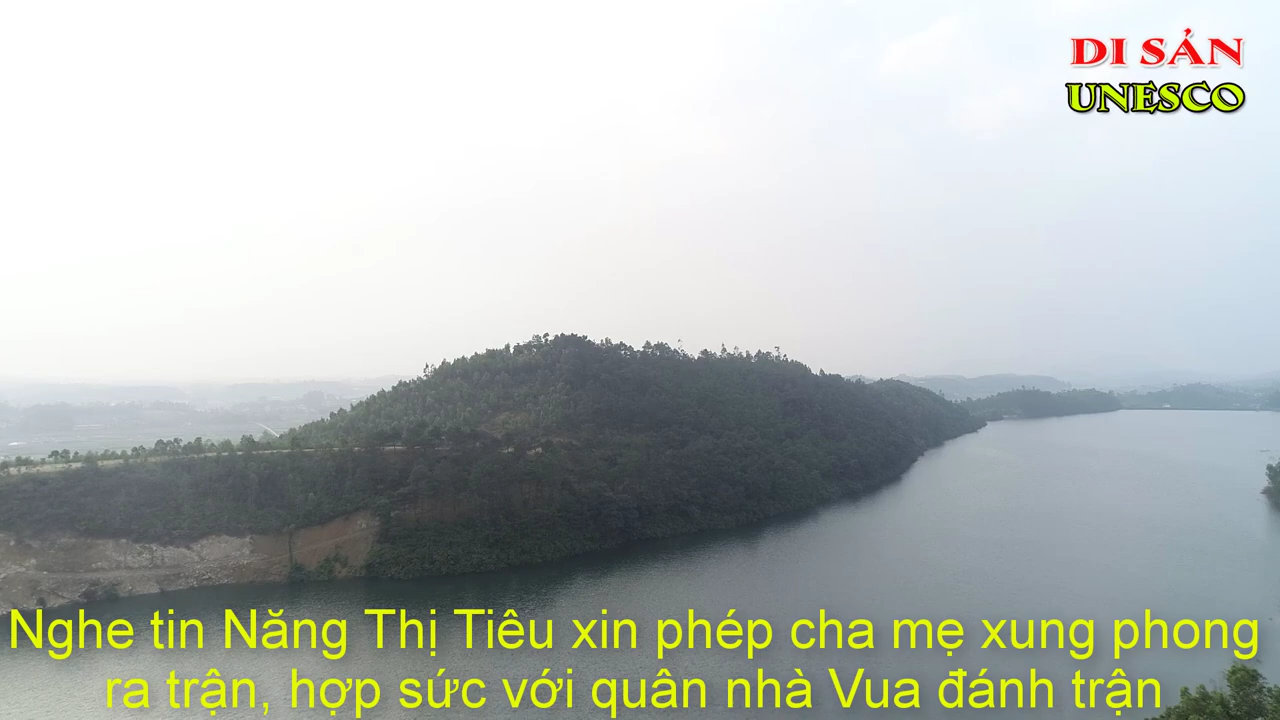 DI SẢN
UNESCO
Nghe tin Năng Thị Tiêu xin phép cha mẹ xung phong
ra trận, hợp sức với quân nhà Vua đánh trận